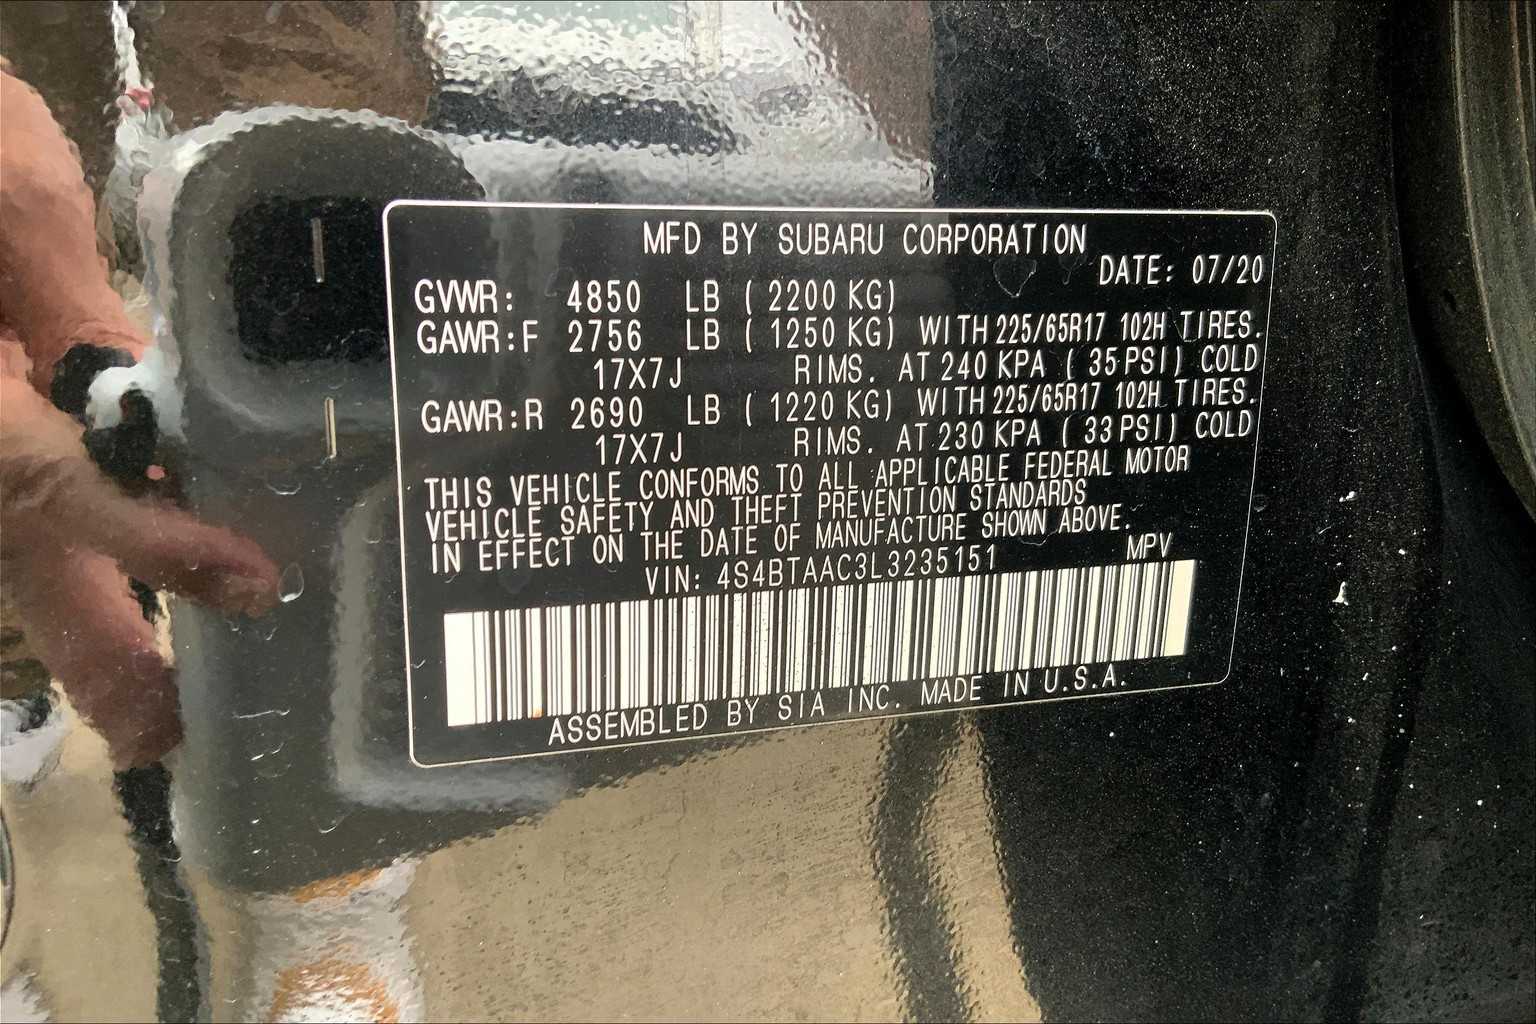 MFD BY SUBARU CORPORATION
DATE: 07/20
GVWR: 4850 LB ( 2200 KG)
GAWR:F 2756 LB ( 1250 KG) WITH 225/65R17 102H TIRES.
17X7J RIMS. AT 240 KPA ( 35 PSI) COLD
GAWR:R 2690 LB ( 1220 KG) WITH 225/65R17 102H TIRES.
17X7J RIMS. AT 230 KPA ( 33 PSI) COLD
THIS VEHICLE CONFORMS TO ALL APPLICABLE FEDERAL MOTOR
VEHICLE SAFETY AND THEFT PREVENTION STANDARDS
IN EFFECT ON THE DATE OF MANUFACTURE SHOWN ABOVE.
VIN: 4S4BTAAC3L3235151 MPV
ASSEMBLED BY SIA INC. MADE IN U.S.A.